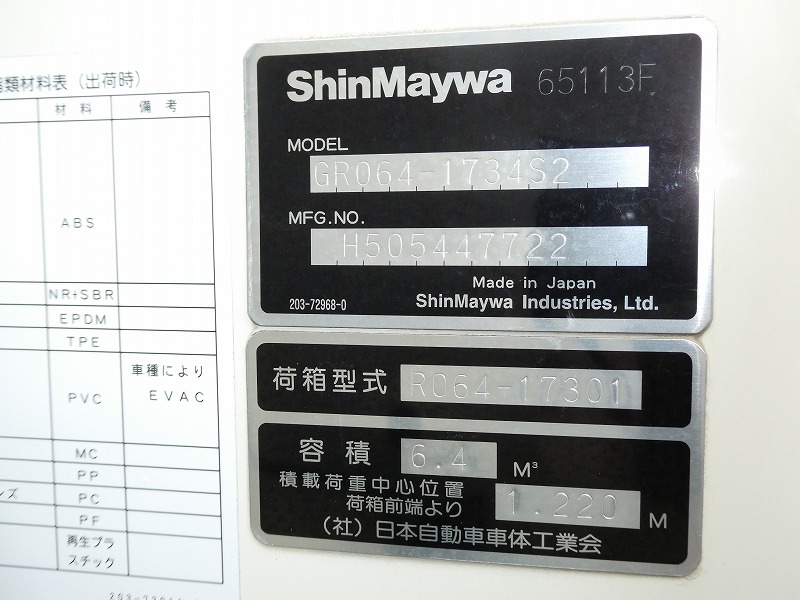 脂類材料表（出荷時）
材料 備考
ABS
NR+SBR
EPDM
TPE
PVC 車種により
EVAC
MC
PP
ンズ PC
PF
再生プラ
スチック
ShinMaywa 65113F
MODEL
GR064-1734S2
MFG.NO.
H505447722
Made in Japan
203-72968-0 ShinMaywa Industries, Ltd.
荷箱型式 R064-17301
容積 6.4 M³
積載荷重中心位置
荷箱前端より 1.220 M
（社）日本自動車車体工業会